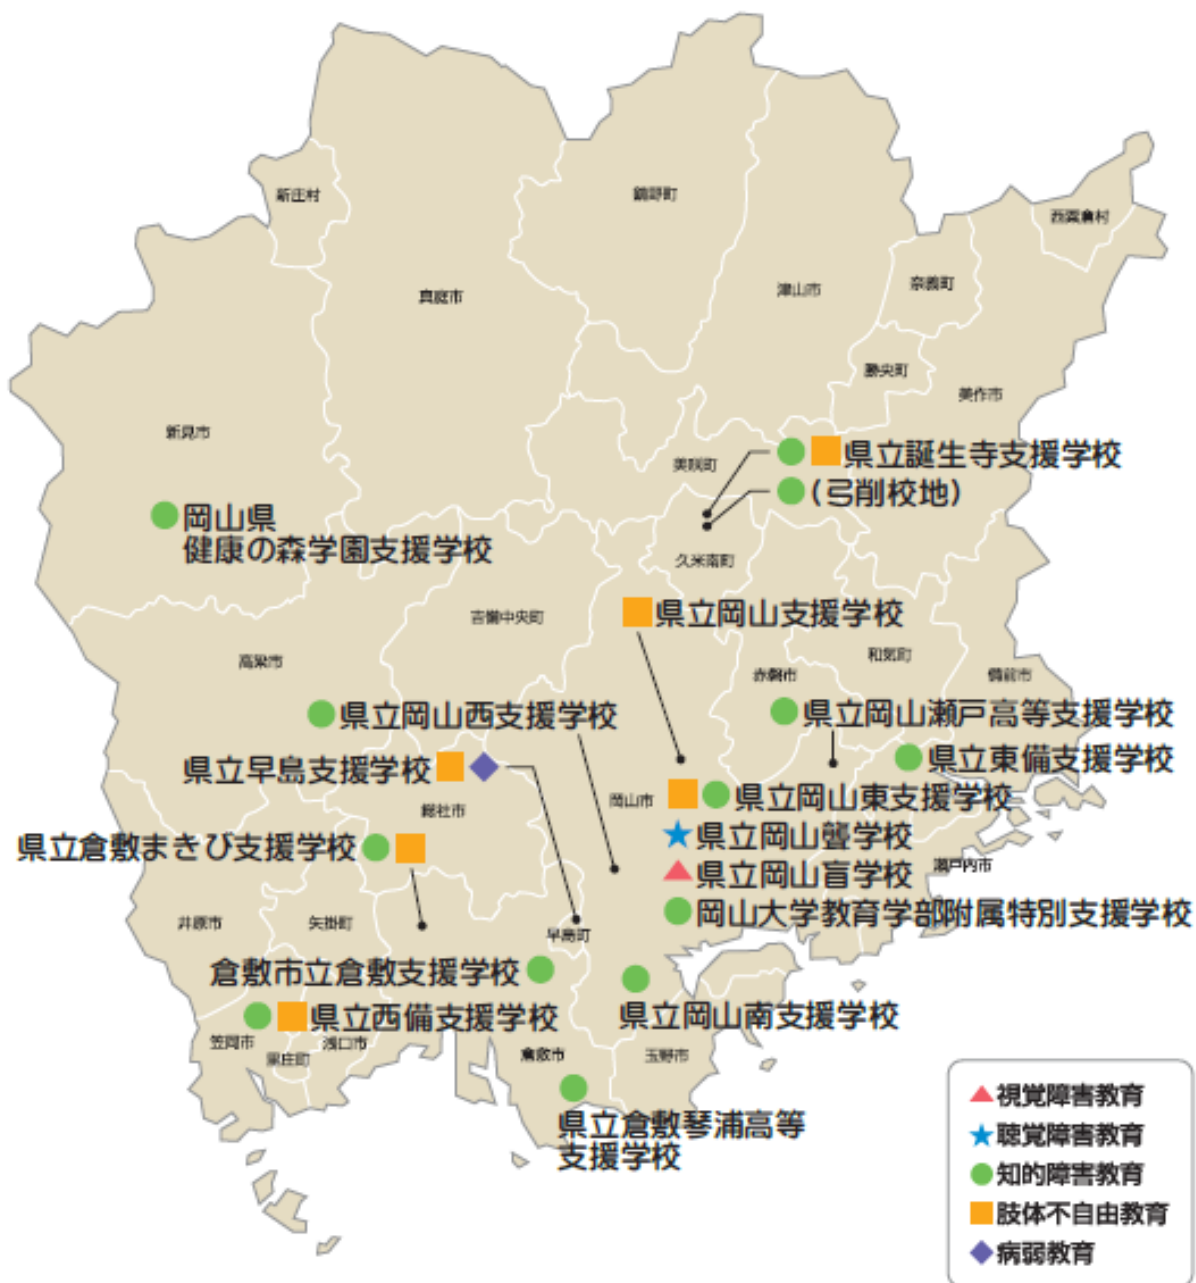 新庄村
鏡野町
西粟倉村
奈義町
真庭市
津山市
勝央町
美作市
新見市
県立誕生寺支援学校
美咲町
(弓削校地)
岡山県
健康の森学園支援学校
久米南町
吉備中央町
県立岡山支援学校
高梁市
和気町
赤磐市
備前市
県立岡山西支援学校
県立岡山瀬戸高等支援学校
県立早島支援学校
県立東備支援学校
岡山市
県立岡山東支援学校
総社市
県立岡山聾学校
県立倉敷まきび支援学校
県立岡山盲学校
瀬戸内市
岡山大学教育学部附属特別支援学校
井原市
矢掛町
早島町
倉敷市立倉敷支援学校
県立岡山南支援学校
県立西備支援学校
笠岡市
浅口市
里庄町
倉敷市
玉野市
県立倉敷琴浦高等
支援学校
視覚障害教育
聴覚障害教育
知的障害教育
肢体不自由教育
病弱教育